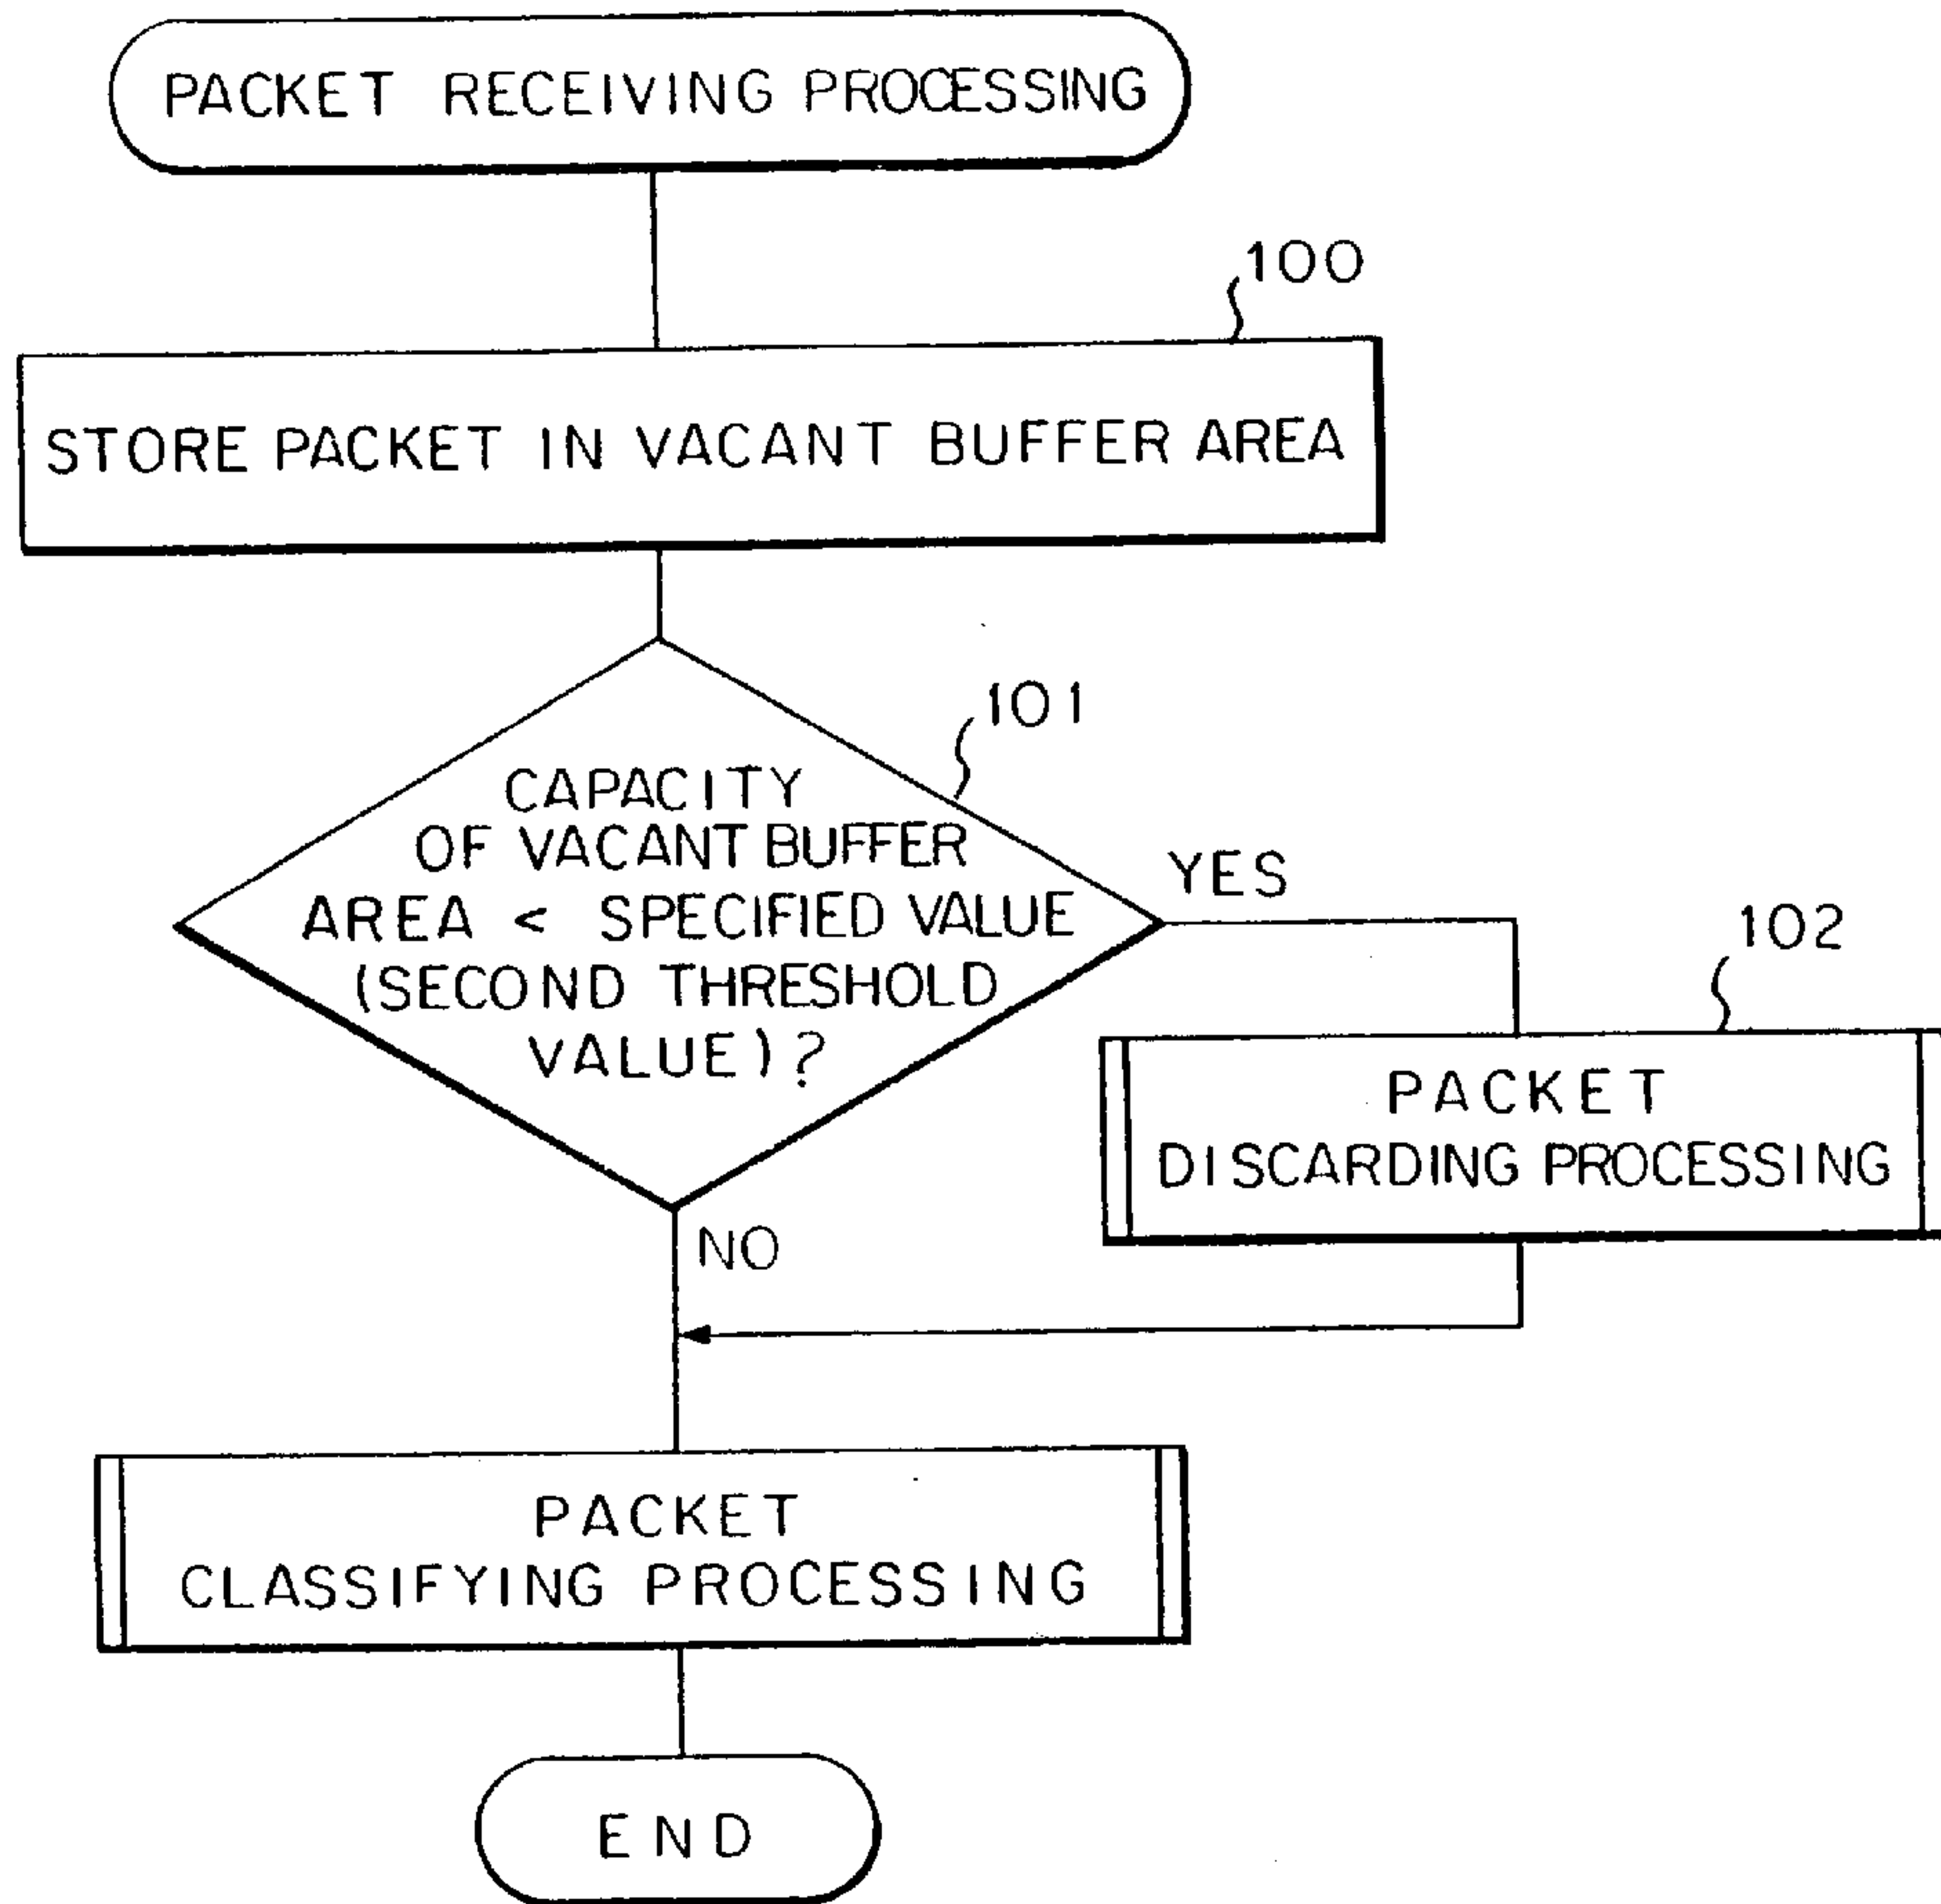 PACKET RECEIVING PROCESSING
100
STORE PACKET IN VACANT BUFFER AREA
101
CAPACITY
OF VACANT BUFFER
AREA < SPECIFIED VALUE
(SECOND THRESHOLD
VALUE)?
YES
102
PACKET
DISCARDING PROCESSING
NO
PACKET
CLASSIFYING PROCESSING
END